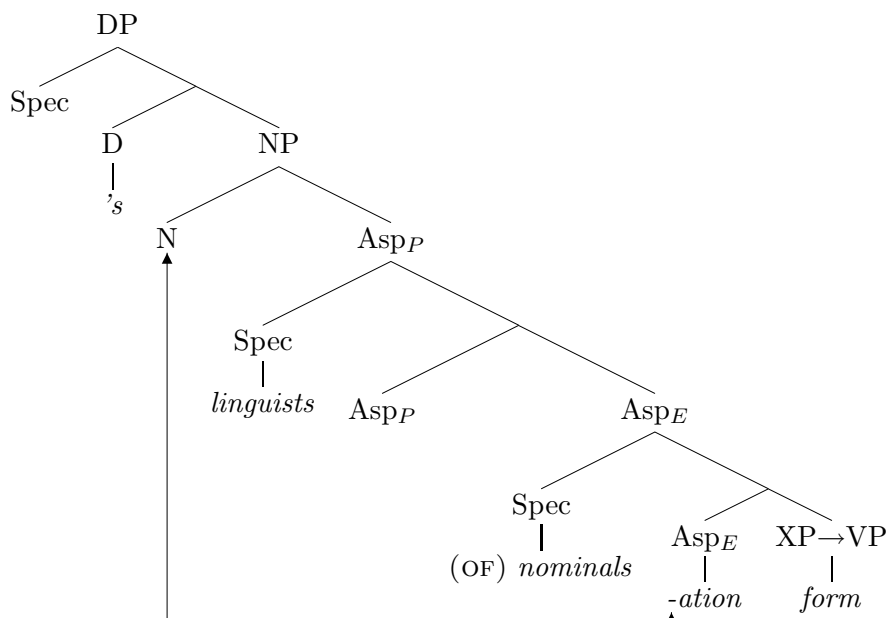 DP
Spec
D NP
's
N Asp_P
Spec
linguists Asp_P Asp_E
Spec
Asp_E XP→VP
(OF) nominals
-ation form